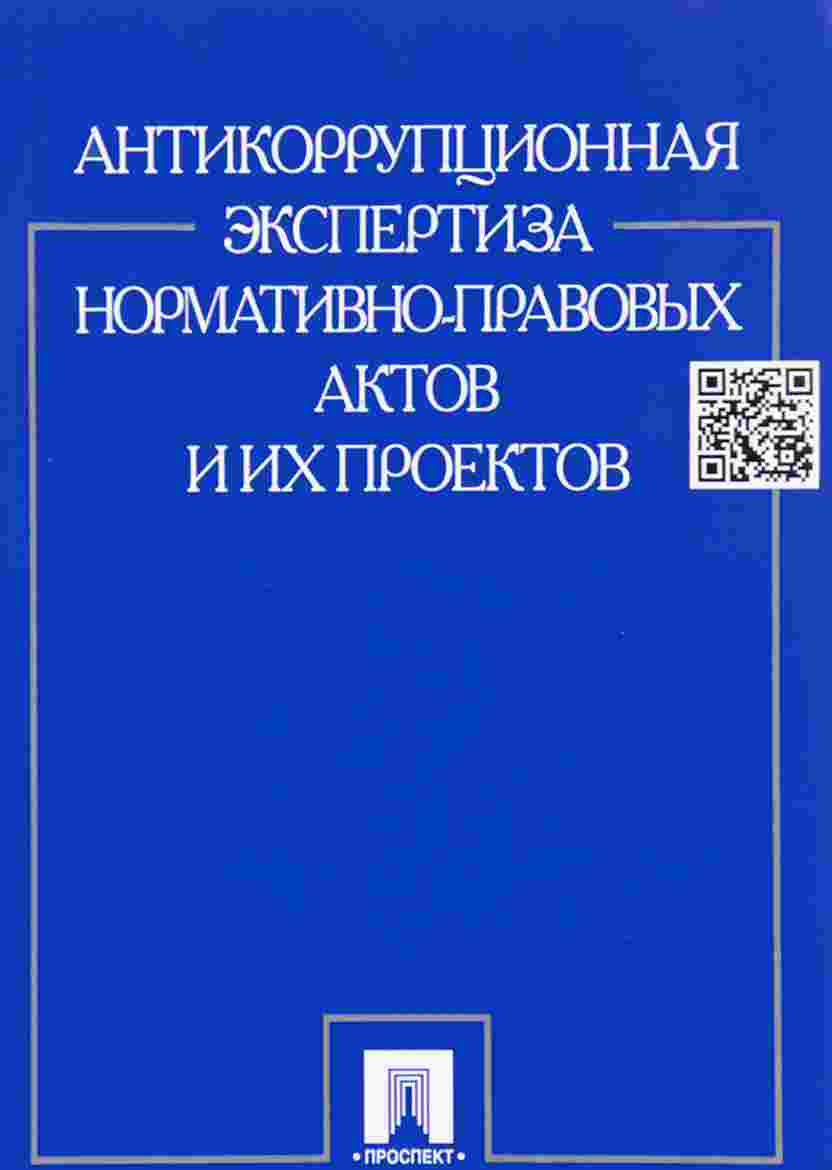 АНТИКОРРУПЦИОННАЯ
ЭКСПЕРТИЗА
НОРМАТИВНО-ПРАВОВЫХ
АКТОВ
И ИХ ПРОЕКТОВ
• ПРОСПЕКТ •